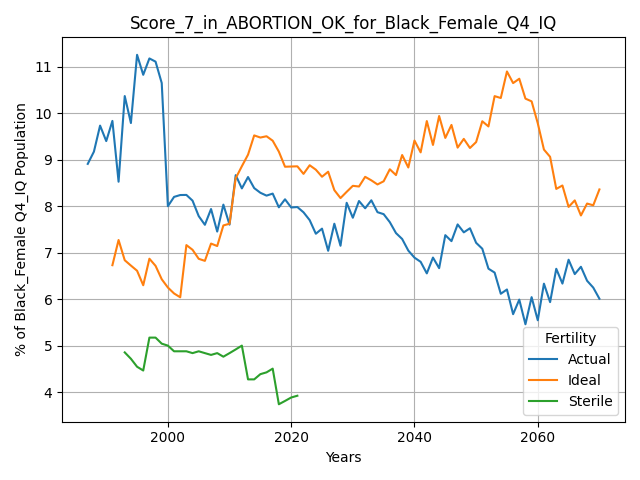 Score_7_in_ABORTION_OK_for_Black_Female_Q4_IQ
% of Black_Female Q4_IQ Population
11
10
9
8
7
6
5
4
2000 2020 2040 2060
Years
Fertility
Actual
Ideal
Sterile